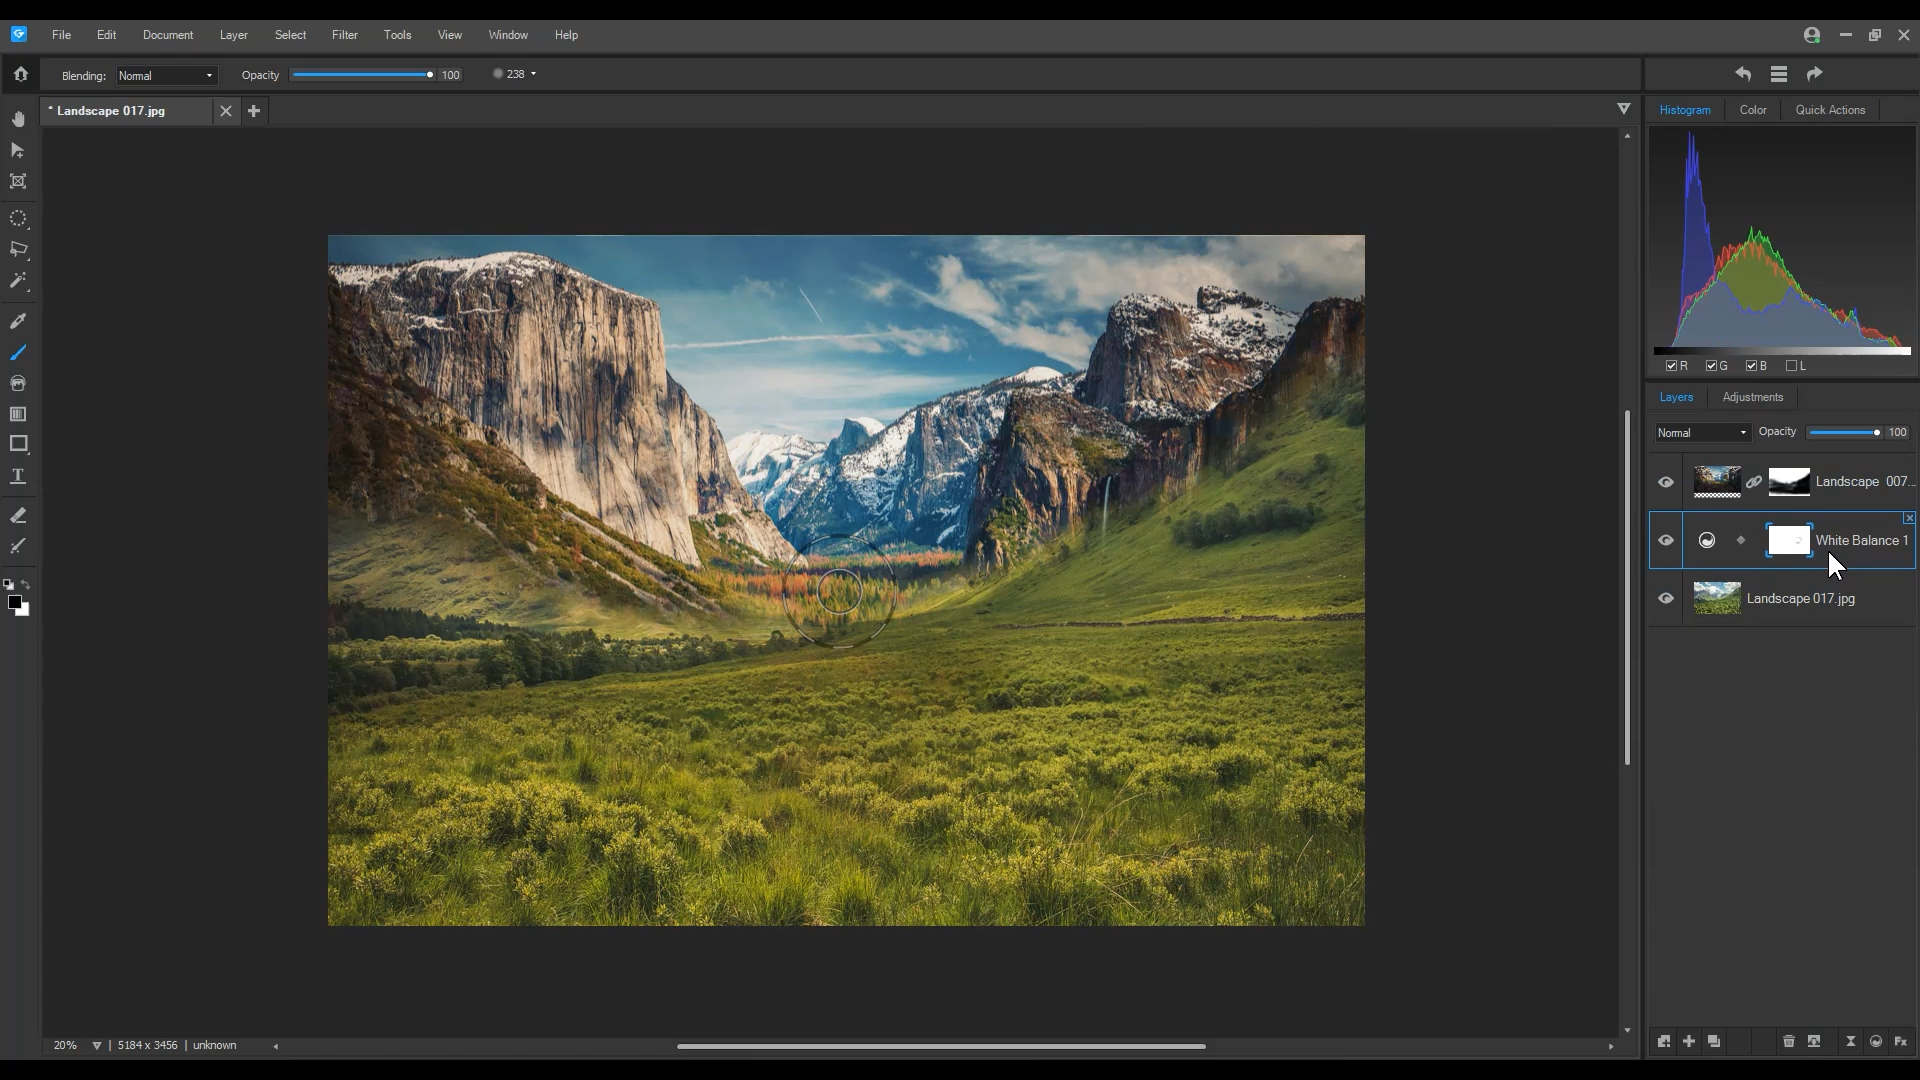 File Edit Document Layer Select Filter Tools View Window Help
Blending: Normal Opacity 100 238
* Landscape 017.jpg
Histogram Color Quick Actions
R G B L
Layers Adjustments
Normal Opacity 100
Landscape 007...
White Balance 1
Landscape 017.jpg
T
20% | 5184 x 3456 | unknown
Fx